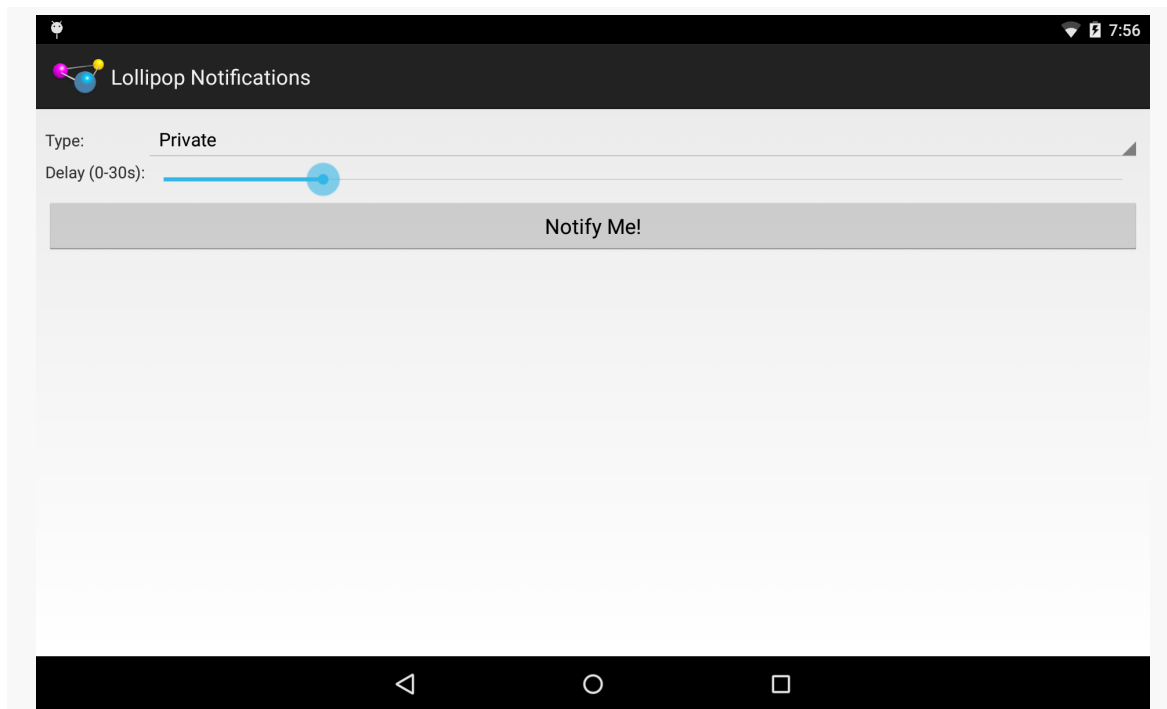 7:56
Lollipop Notifications
Type: Private
Delay (0-30s):
Notify Me!